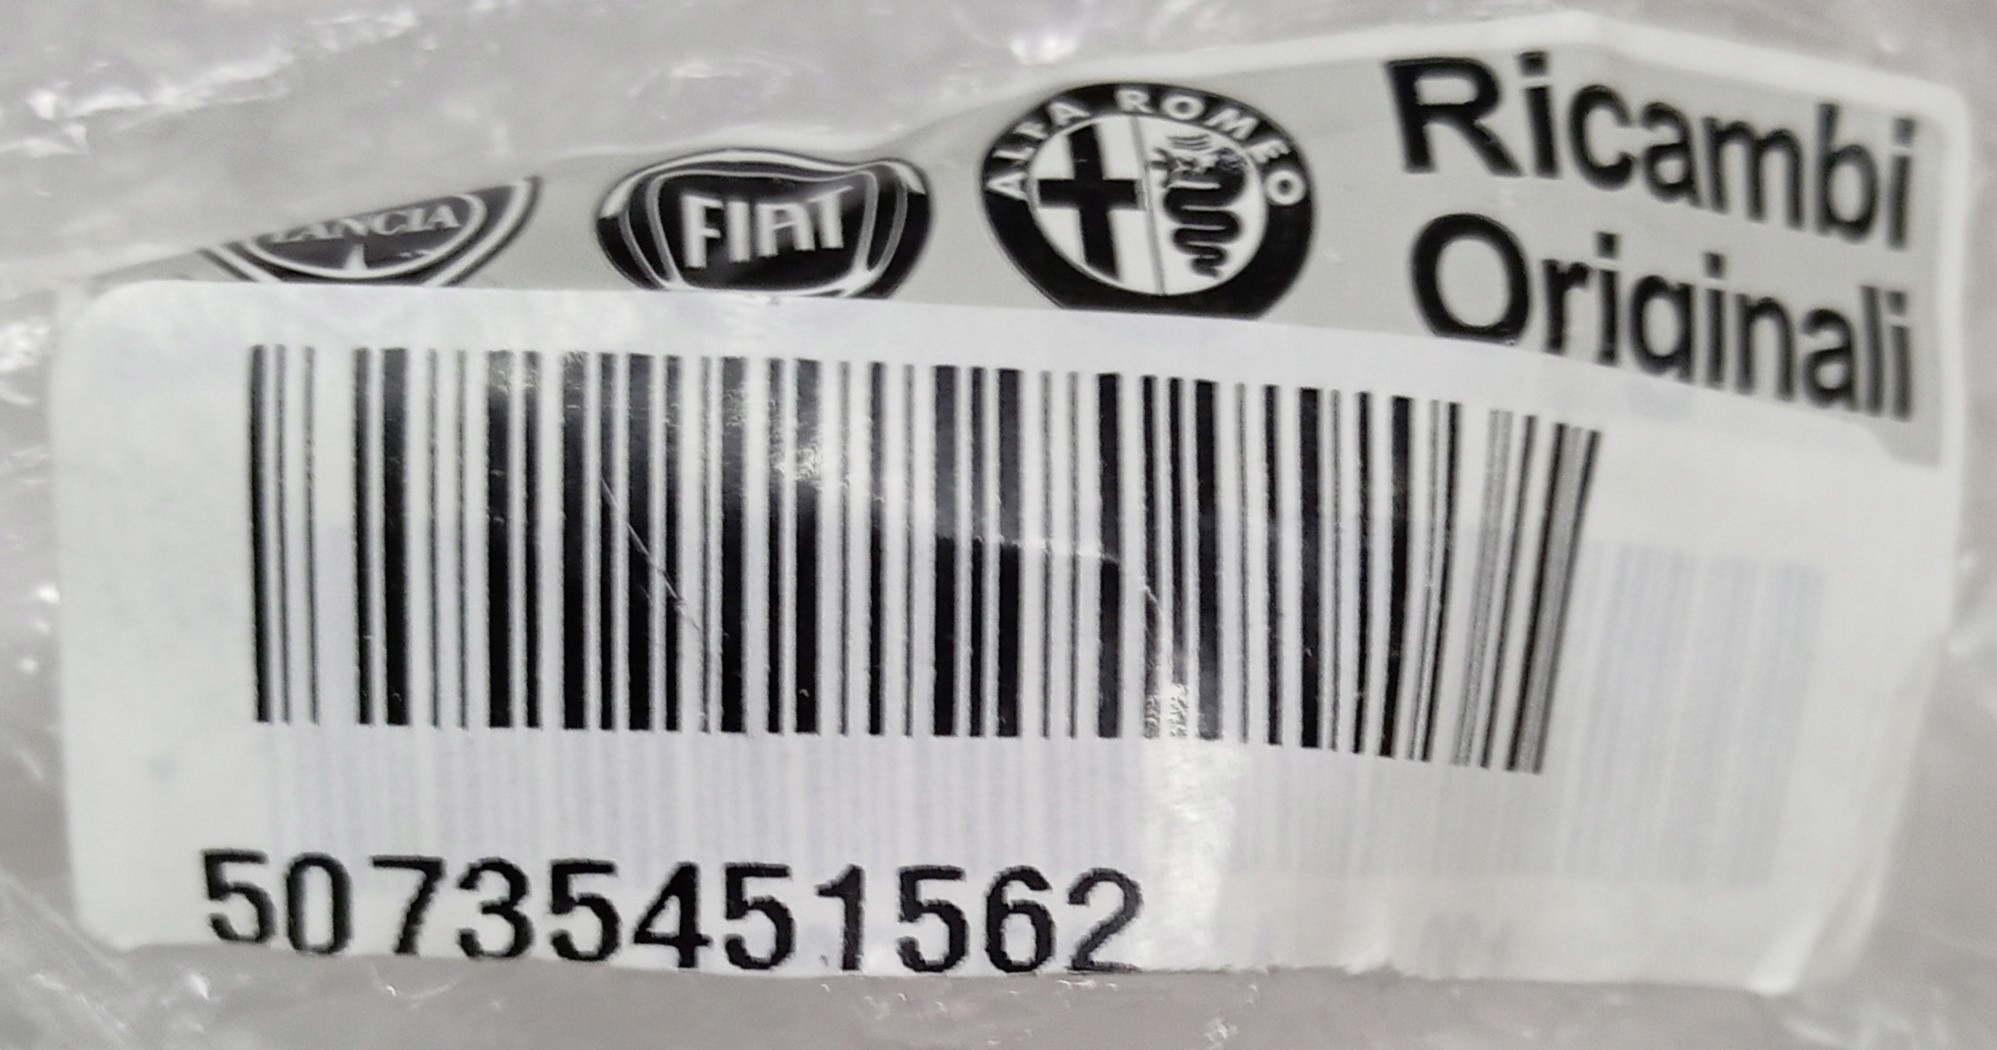 LANCIA
FIAT
ALFA ROMEO
Ricambi
Originali
50735451562